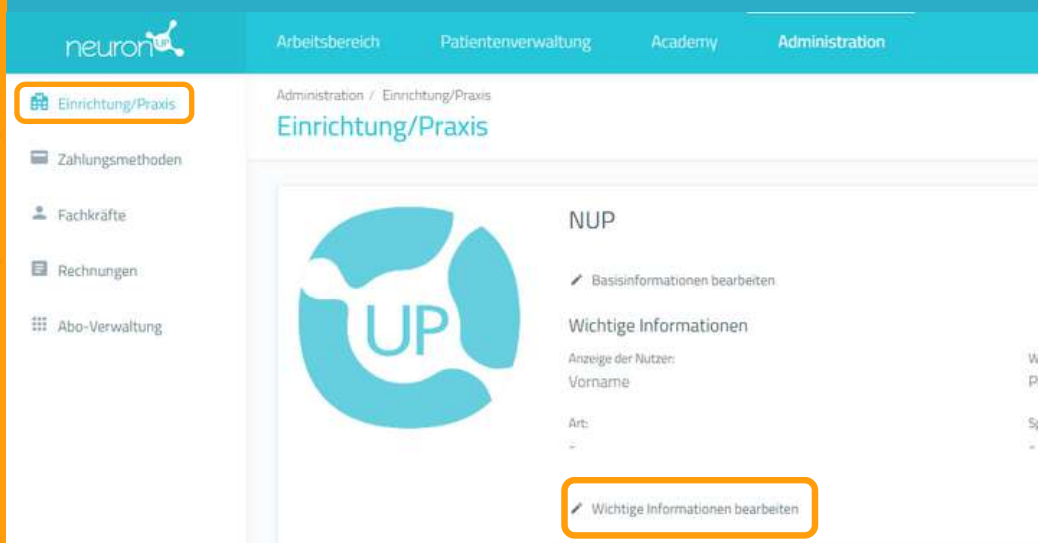 neuronUP
Arbeitsbereich
Patientenverwaltung
Academy
Administration
Einrichtung/Praxis
Zahlungsmethoden
Fachkräfte
Rechnungen
Abo-Verwaltung
Administration / Einrichtung/Praxis
Einrichtung/Praxis
UP
NUP
Basisinformationen bearbeiten
Wichtige Informationen
Anzeige der Nutzer:
Vorname
Art:
-
-
Wichtige Informationen bearbeiten